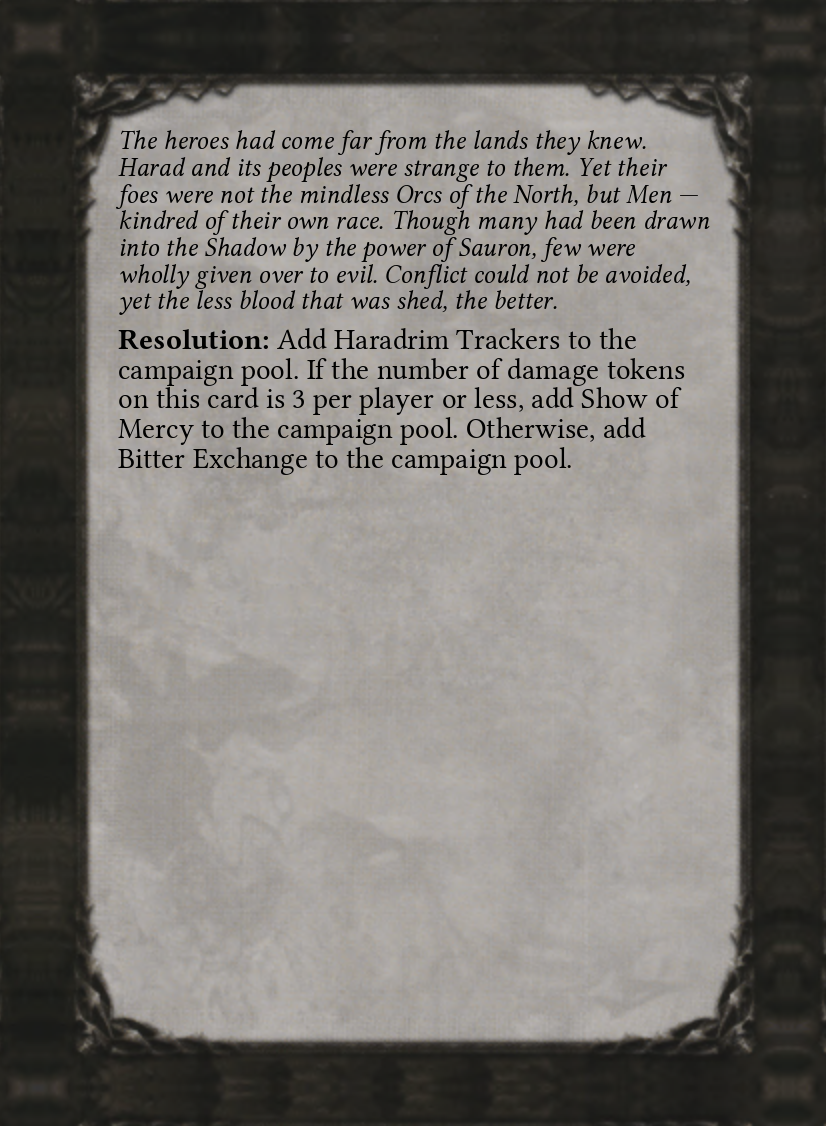 The heroes had come far from the lands they knew.
Harad and its peoples were strange to them. Yet their
foes were not the mindless Orcs of the North, but Men —
kindred of their own race. Though many had been drawn
into the Shadow by the power of Sauron, few were
wholly given over to evil. Conflict could not be avoided,
yet the less blood that was shed, the better.
Resolution: Add Haradrim Trackers to the
campaign pool. If the number of damage tokens
on this card is 3 per player or less, add Show of
Mercy to the campaign pool. Otherwise, add
Bitter Exchange to the campaign pool.